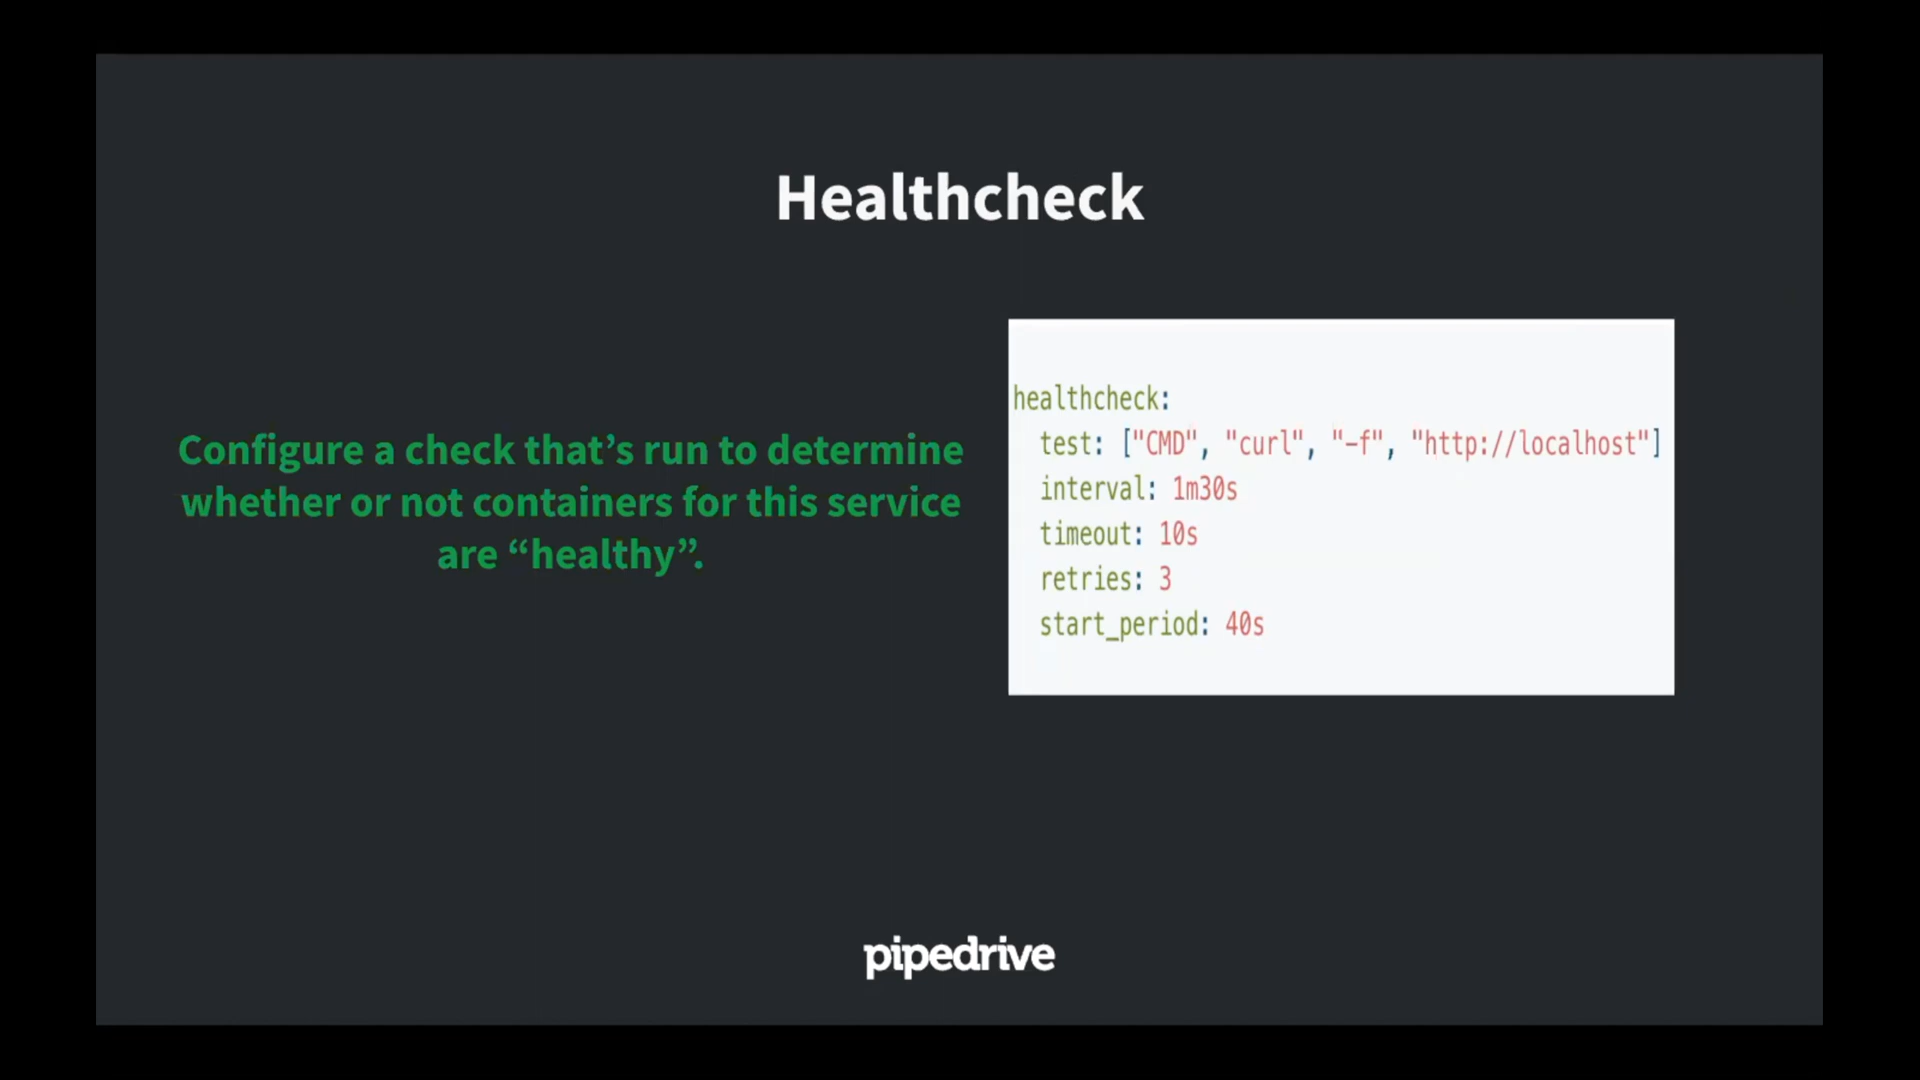 Healthcheck
Configure a check that’s run to determine
whether or not containers for this service
are “healthy”.
healthcheck:
  test: ["CMD", "curl", "-f", "http://localhost"]
  interval: 1m30s
  timeout: 10s
  retries: 3
  start_period: 40s
pipedrive